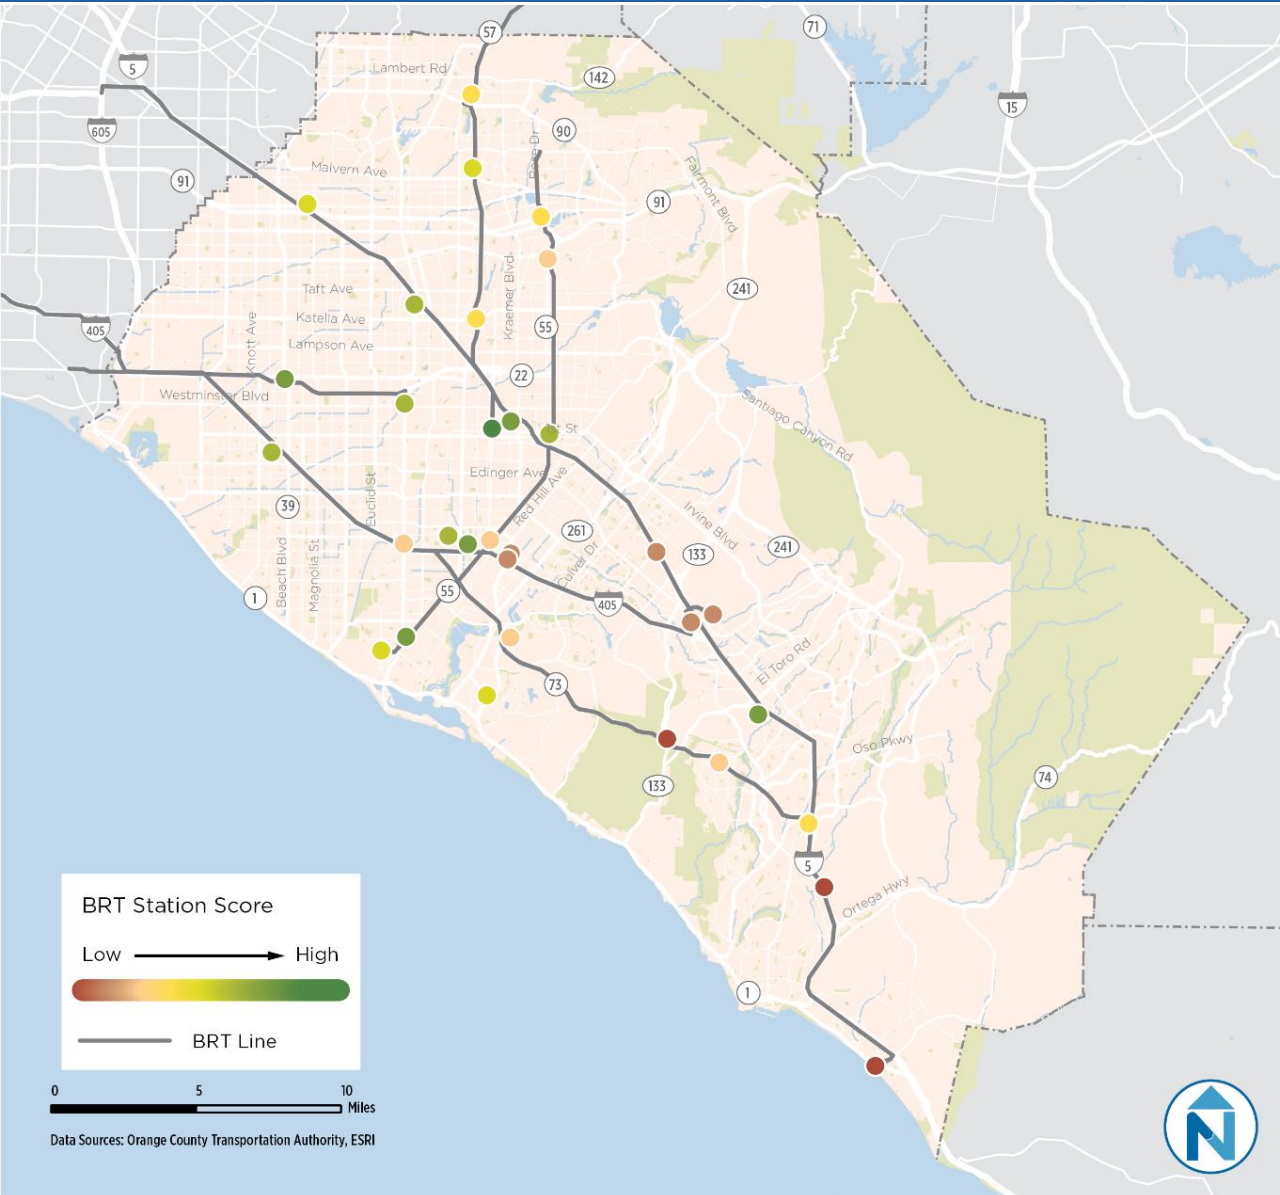 57
71
5
Lambert Rd
142
15
605
90
Rose Dr
Malvern Ave
91
Fairmont Blvd
91
241
Taft Ave
Kraemer Blvd
Katella Ave
55
405
Knott Ave
Lampson Ave
22
Westminster Blvd
Santiago Canyon Rd
1st St
Edinger Ave
Red Hill Ave
39
Euclid St
261
Irvine Blvd
133
241
Culver Dr
Beach Blvd
Magnolia St
1
55
405
El Toro Rd
73
Oso Pkwy
133
74
5
Ortega Hwy
1
BRT Station Score
Low
High
BRT Line
0 5 10
Miles
Data Sources: Orange County Transportation Authority, ESRI
N